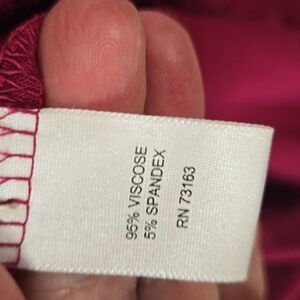 95% VISCOSE
5% SPANDEX
RN 73163